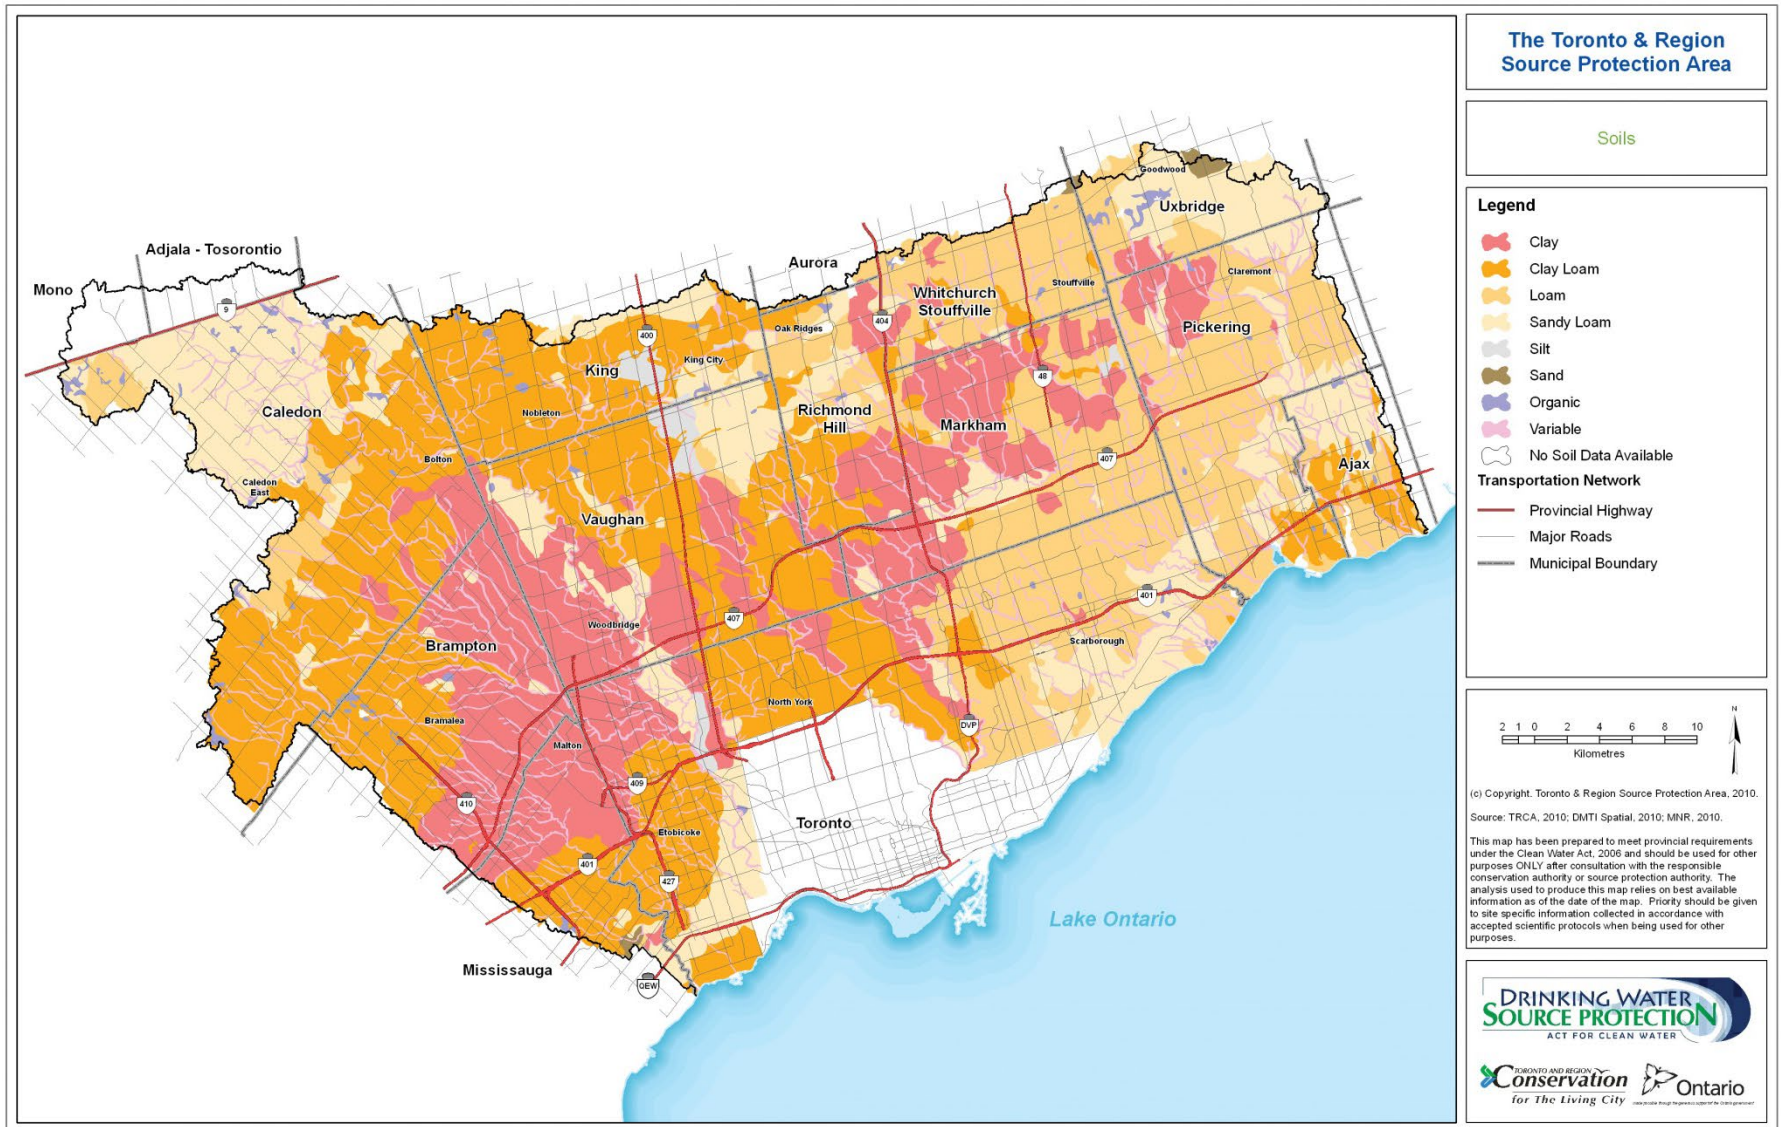 The Toronto & Region
Source Protection Area
Soils
Legend
Clay
Clay Loam
Loam
Sandy Loam
Silt
Sand
Organic
Variable
No Soil Data Available
Transportation Network
Provincial Highway
Major Roads
Municipal Boundary
2 1 0 2 4 6 8 10
Kilometres
N
(c) Copyright. Toronto & Region Source Protection Area, 2010.
Source: TRCA, 2010; DMTI Spatial, 2010; MNR, 2010.
This map has been prepared to meet provincial requirements
under the Clean Water Act, 2006 and should be used for other
purposes ONLY after consultation with the responsible
conservation authority or source protection authority. The
analysis used to produce this map relies on best available
information as of the date of the map. Priority should be given
to site specific information collected in accordance with
accepted scientific protocols when being used for other
purposes.
DRINKING WATER
SOURCE PROTECTION
ACT FOR CLEAN WATER
TORONTO AND REGION
Conservation
for The Living City
Ontario
Goodwood
Uxbridge
Adjala - Tosorontio
Mono
9
Aurora
Claremont
Stouffville
Whitchurch
Stouffville
404
Oak Ridges
Pickering
400
King City
King
48
Caledon
Nobleton
Richmond
Hill
Markham
Bolton
407
Ajax
Caledon
East
Vaughan
401
407
Woodbridge
Scarborough
Brampton
North York
Bramalea
DVP
Malton
409
410
Toronto
Etobicoke
401
427
Lake Ontario
Mississauga
QEW